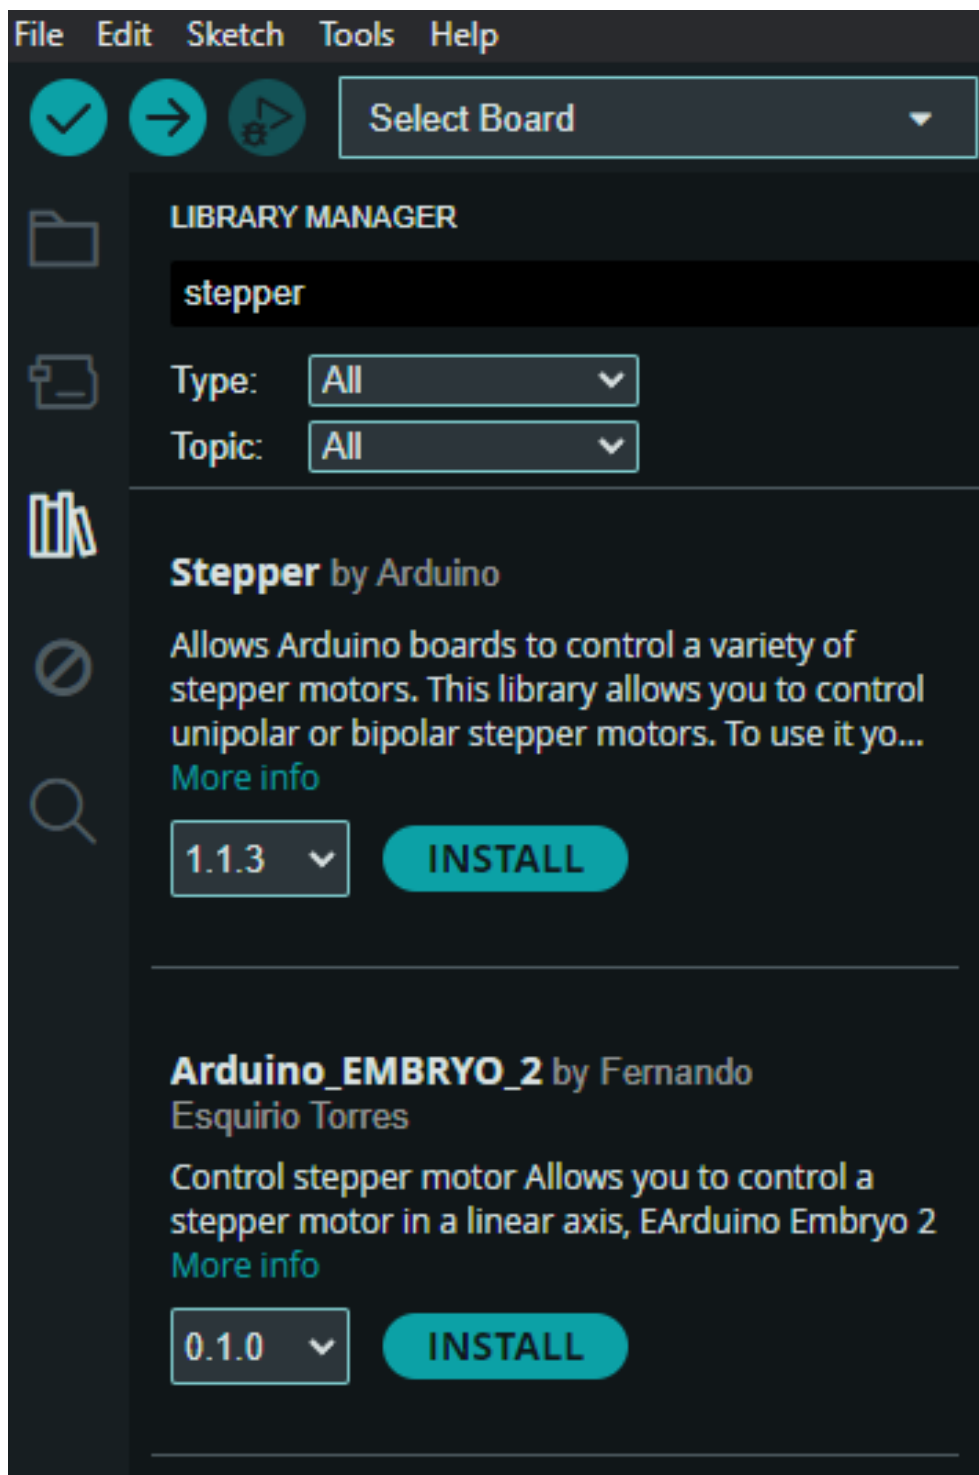 File Edit Sketch Tools Help
Select Board
LIBRARY MANAGER
stepper
Type: All
Topic: All
Stepper by Arduino
Allows Arduino boards to control a variety of
stepper motors. This library allows you to control
unipolar or bipolar stepper motors. To use it yo...
More info
1.1.3 INSTALL
Arduino_EMBRYO_2 by Fernando
Esquirio Torres
Control stepper motor Allows you to control a
stepper motor in a linear axis, EArduino Embryo 2
More info
0.1.0 INSTALL